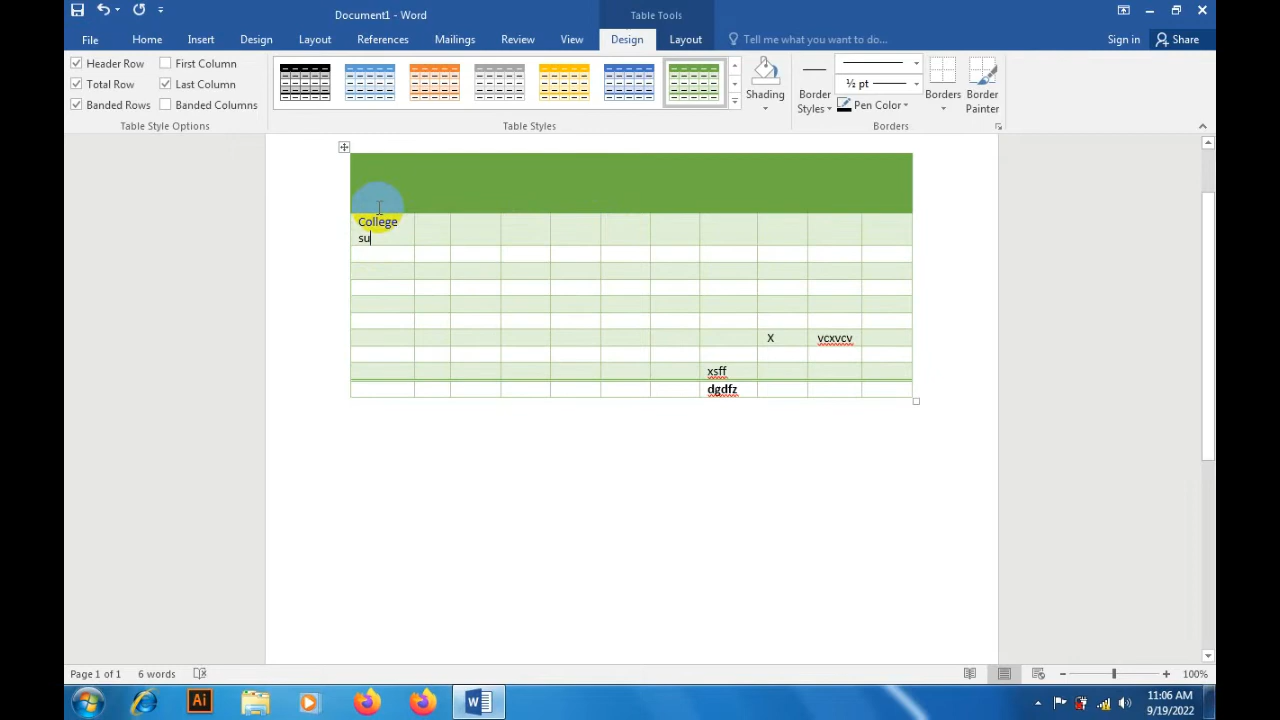 Document1 - Word
Table Tools
File
Home
Insert
Design
Layout
References
Mailings
Review
View
Design
Layout
Tell me what you want to do...
Sign in
Share
Header Row
First Column
Total Row
Last Column
Banded Rows
Banded Columns
Table Style Options
Table Styles
Shading
Border
Styles
½ pt
Pen Color
Borders
Border
Painter
Borders
College
su
X
vcxvcv
xsff
dgdfz
Page 1 of 1
6 words
100%
Ai
11:06 AM
9/19/2022